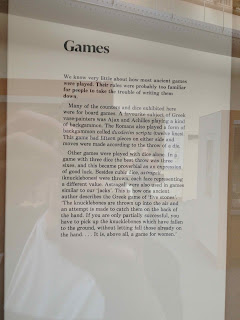 Games
We know very little about how most ancient games
were played. Their rules were probably too familiar
for people to take the trouble of writing them
down.
Many of the counters and dice exhibited here
were for board games. A favourite subject of Greek
vase-painters was Ajax and Achilles playing a kind
of backgammon. The Romans also played a form of
backgammon called duodecim scripta (twelve lines).
This game had fifteen pieces on either side and
moves were made according to the throw of a die.
Other games were played with dice alone. In a
game with three dice the best throw was three
sixes, and this became proverbial as an expression
of good luck. Besides cubic dice, astragali
(knucklebones) were thrown, each face representing
a different value. Astragali were also used in games
similar to our 'jacks'. This is how one ancient
author describes the Greek game of 'five stones':
'The knucklebones are thrown up into the air and
an attempt is made to catch them on the back of
the hand. If you are only partially successful, you
have to pick up the knucklebones which have fallen
to the ground, without letting fall those already on
the hand . . . It is, above all, a game for women.'